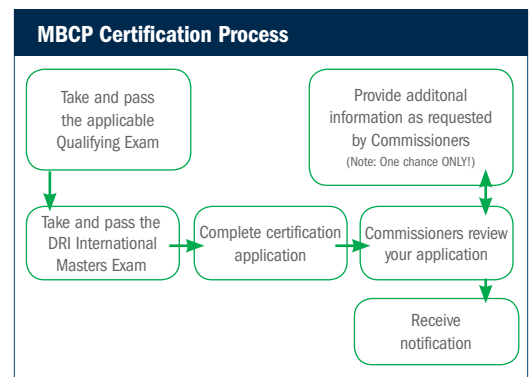 MBCP Certification Process
Take and pass
the applicable
Qualifying Exam
Provide additonal
information as requested
by Commissioners
(Note: One chance ONLY!)
Take and pass the
DRI International
Masters Exam
Complete certification
application
Commissioners review
your application
Receive
notification